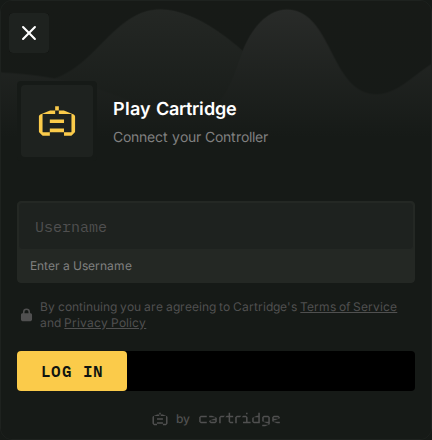 Play Cartridge
Connect your Controller
Username
Enter a Username
By continuing you are agreeing to Cartridge's Terms of Service
and Privacy Policy
LOG IN
by cartridge